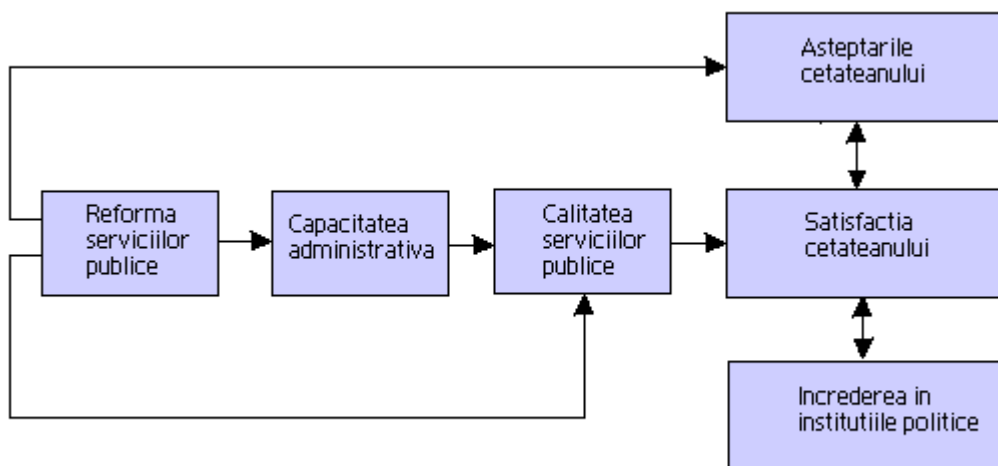 Asteptarile
cetateanului
Reforma
serviciilor
publice
Capacitatea
administrativa
Calitatea
serviciilor
publice
Satisfactia
cetateanului
Increderea in
institutiile politice